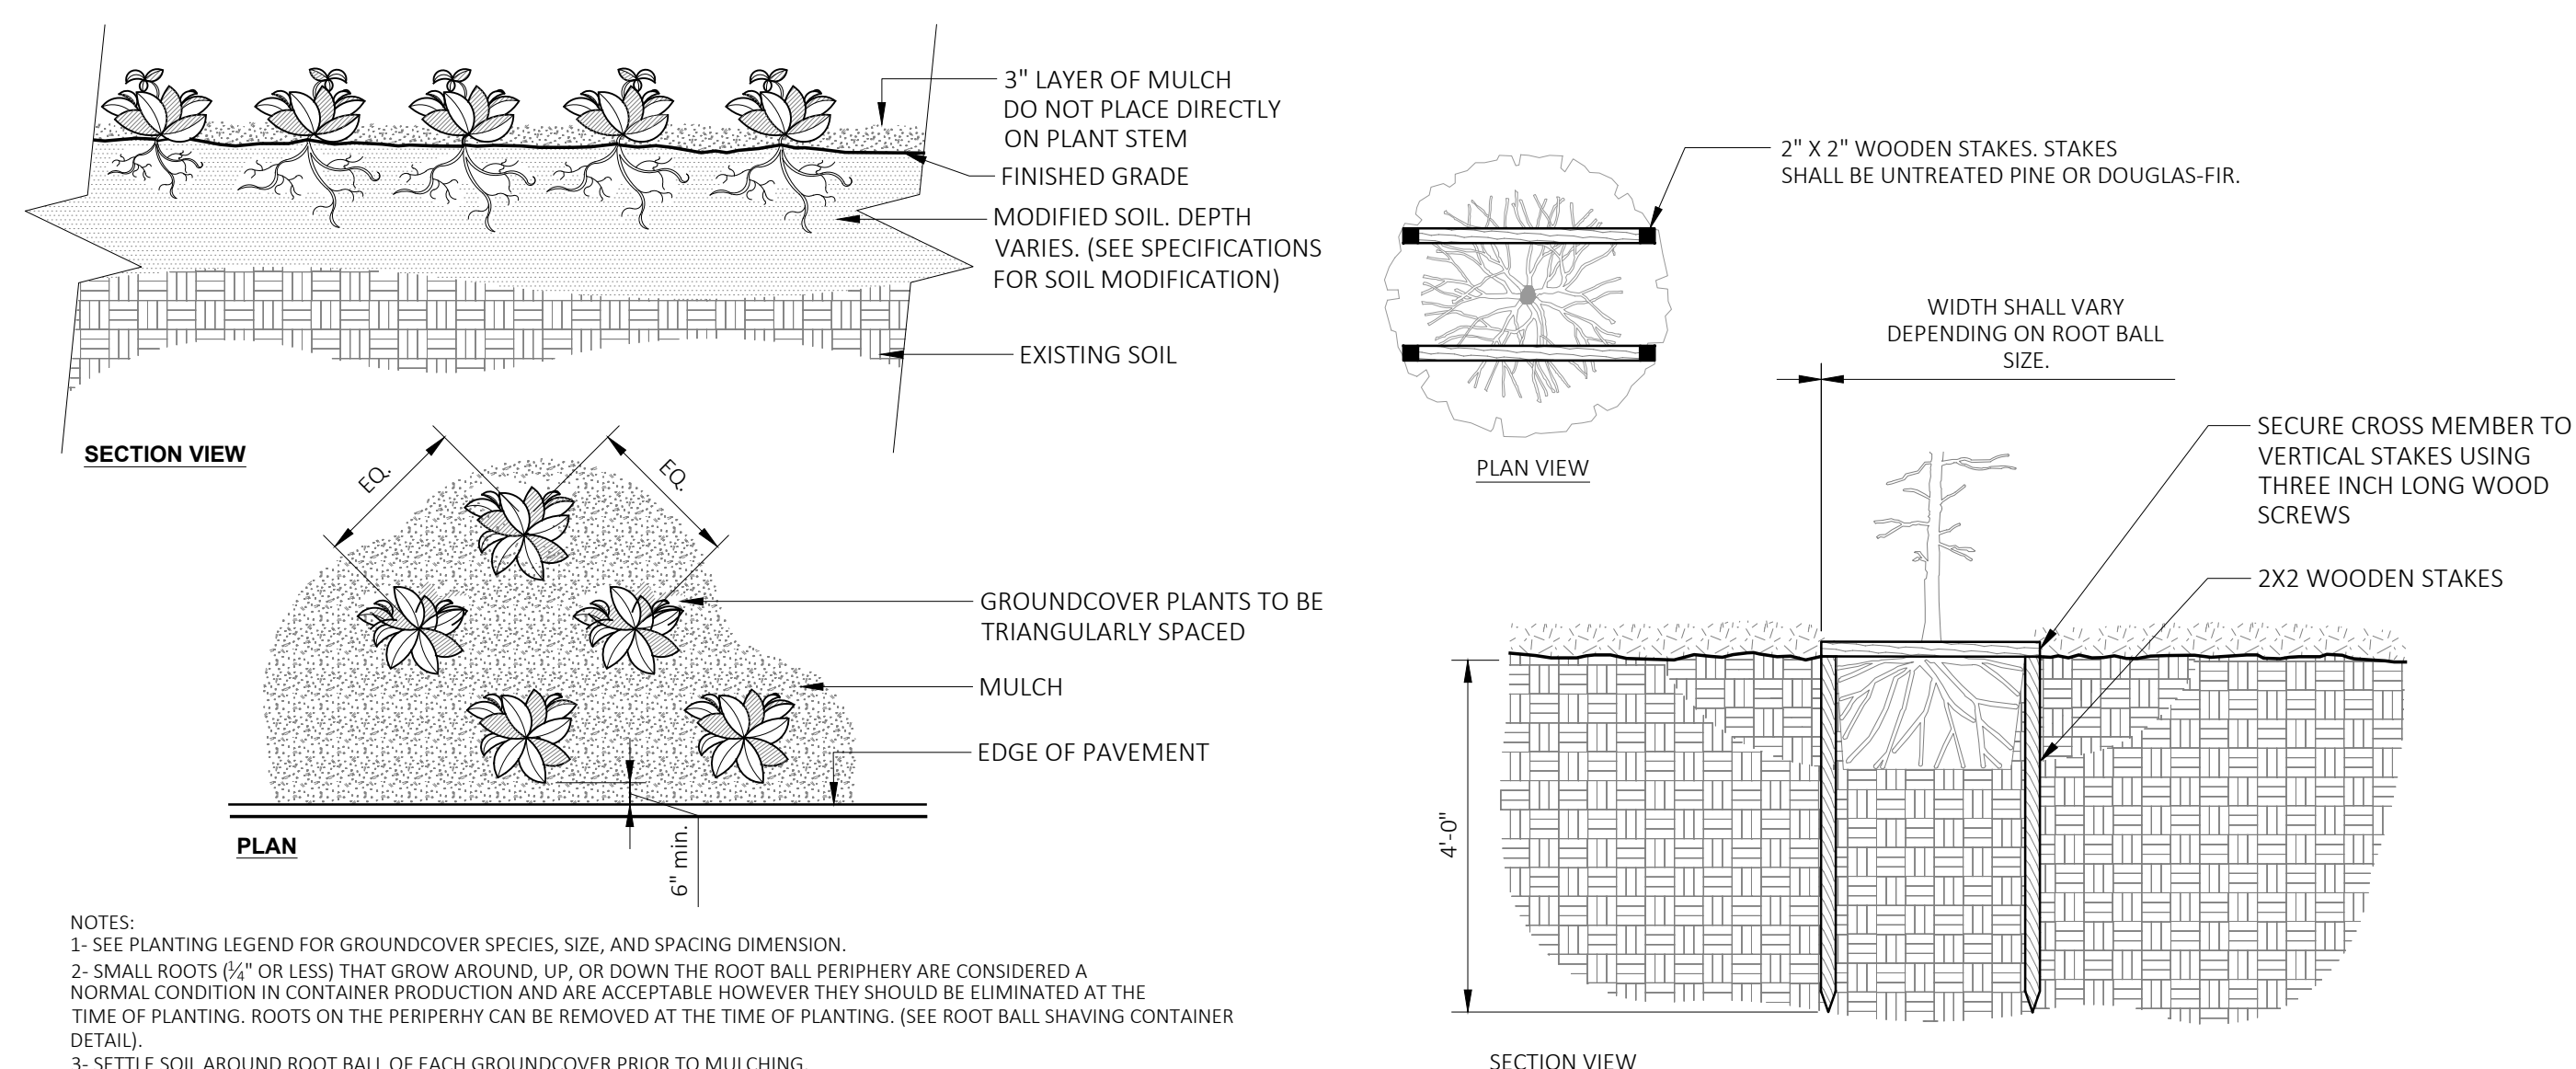 3" LAYER OF MULCH
DO NOT PLACE DIRECTLY
ON PLANT STEM
FINISHED GRADE
MODIFIED SOIL. DEPTH
VARIES. (SEE SPECIFICATIONS
FOR SOIL MODIFICATION)
EXISTING SOIL
SECTION VIEW
EQ.
EQ.
GROUNDCOVER PLANTS TO BE
TRIANGULARLY SPACED
MULCH
EDGE OF PAVEMENT
6" min.
PLAN
NOTES:
1- SEE PLANTING LEGEND FOR GROUNDCOVER SPECIES, SIZE, AND SPACING DIMENSION.
2- SMALL ROOTS (¼" OR LESS) THAT GROW AROUND, UP, OR DOWN THE ROOT BALL PERIPHERY ARE CONSIDERED A
NORMAL CONDITION IN CONTAINER PRODUCTION AND ARE ACCEPTABLE HOWEVER THEY SHOULD BE ELIMINATED AT THE
TIME OF PLANTING. ROOTS ON THE PERIPERHY CAN BE REMOVED AT THE TIME OF PLANTING. (SEE ROOT BALL SHAVING CONTAINER
DETAIL).
3- SETTLE SOIL AROUND ROOT BALL OF EACH GROUNDCOVER PRIOR TO MULCHING.
2" X 2" WOODEN STAKES. STAKES
SHALL BE UNTREATED PINE OR DOUGLAS-FIR.
PLAN VIEW
WIDTH SHALL VARY
DEPENDING ON ROOT BALL
SIZE.
SECURE CROSS MEMBER TO
VERTICAL STAKES USING
THREE INCH LONG WOOD
SCREWS
2X2 WOODEN STAKES
4'-0"
SECTION VIEW